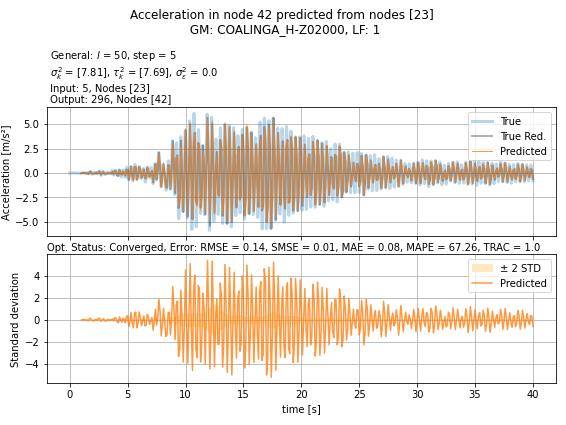 Acceleration in node 42 predicted from nodes [23]
GM: COALINGA_H-Z02000, LF: 1
General: l = 50, step = 5
σ²ₖ = [7.81], τ²ₖ = [7.69], σ²ε = 0.0
Input: 5, Nodes [23]
Output: 296, Nodes [42]
Acceleration [m/s²]
5.0
2.5
0.0
−2.5
−5.0
True
True Red.
Predicted
Opt. Status: Converged, Error: RMSE = 0.14, SMSE = 0.01, MAE = 0.08, MAPE = 67.26, TRAC = 1.0
Standard deviation
4
2
0
−2
−4
± 2 STD
Predicted
0 5 10 15 20 25 30 35 40
time [s]